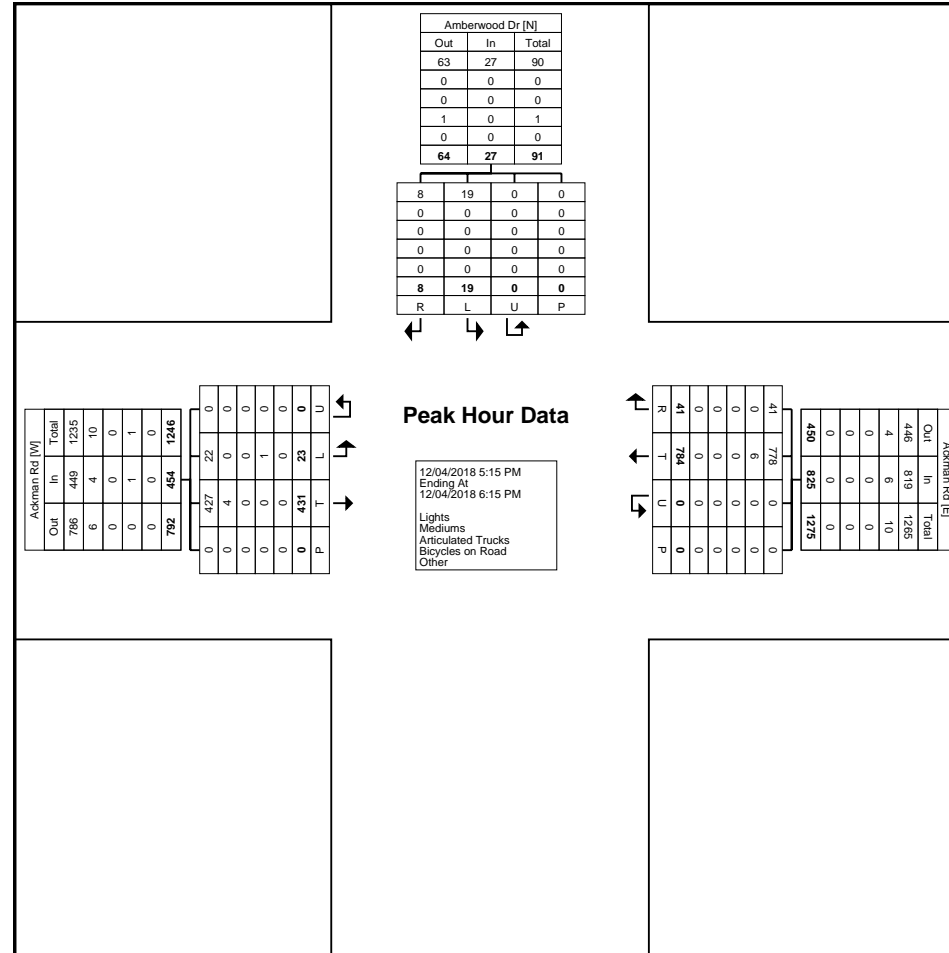 Amberwood Dr [N]
Out In Total
63 27 90
0 0 0
0 0 0
1 0 1
0 0 0
64 27 91
8 19 0 0
0 0 0 0
0 0 0 0
0 0 0 0
0 0 0 0
8 19 0 0
R L U P
Ackman Rd [W]
Total In Out
1235 449 786
10 4 6
0 0 0
1 1 0
0 0 0
1246 454 792
0 22 427 0
0 0 4 0
0 0 0 0
0 1 0 0
0 0 0 0
0 23 431 0
U L T P
Peak Hour Data
12/04/2018 5:15 PM
Ending At
12/04/2018 6:15 PM
Lights
Mediums
Articulated Trucks
Bicycles on Road
Other
R T U P
41 784 0 0
0 0 0 0
0 0 0 0
0 0 0 0
0 6 0 0
41 778 0 0
450 825 1275
0 0 0
0 0 0
0 0 0
4 6 10
446 819 1265
Out In Total
Ackman Rd [E]